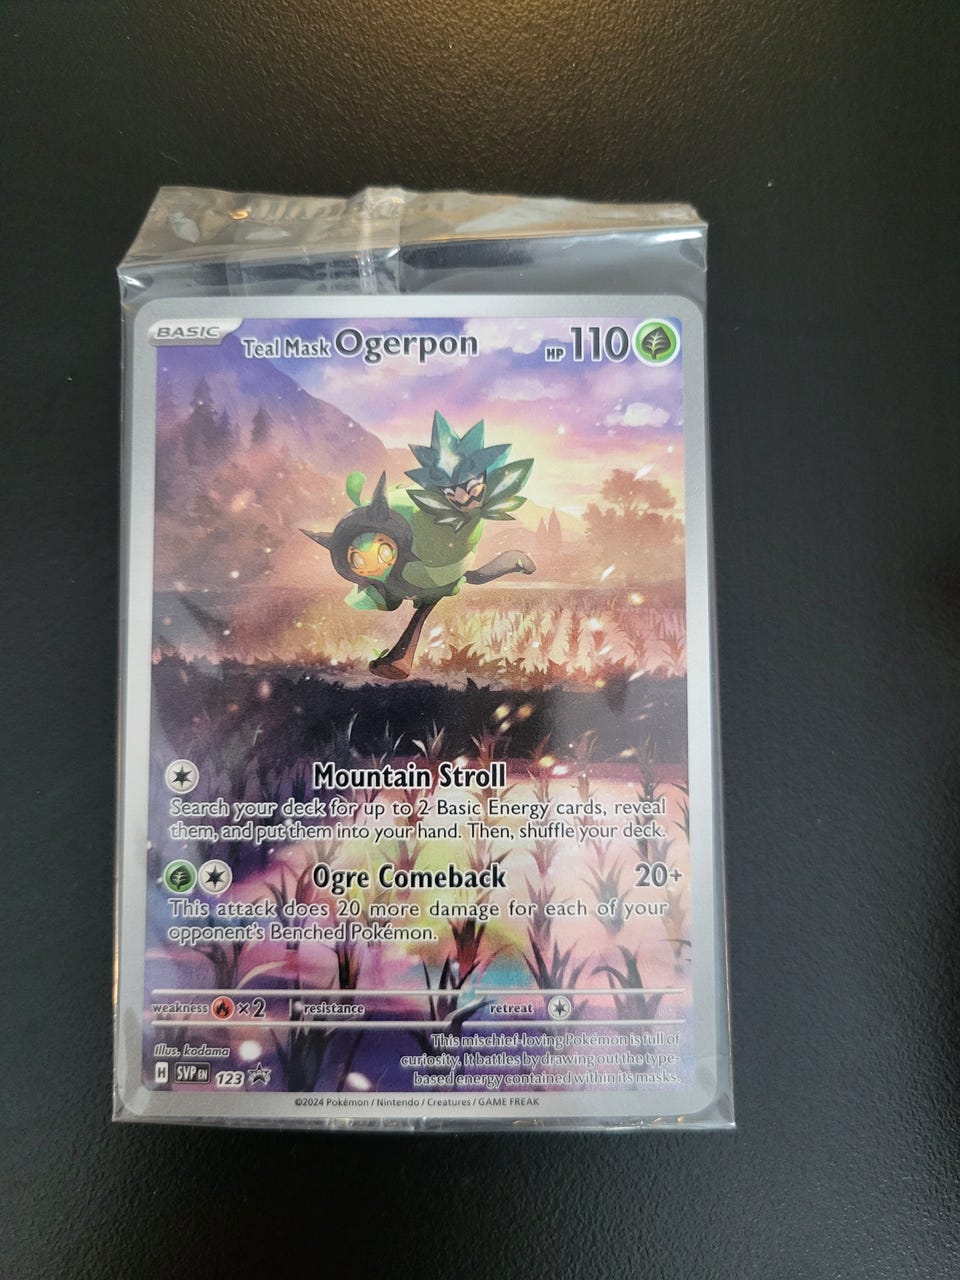 BASIC
Teal Mask Ogerpon HP 110
Mountain Stroll
Search your deck for up to 2 Basic Energy cards, reveal
them, and put them into your hand. Then, shuffle your deck.
Ogre Comeback 20+
This attack does 20 more damage for each of your
opponent's Benched Pokémon.
weakness ×2 resistance retreat
This mischief-loving Pokémon is full of
curiosity. It battles by drawing out the type-
based energy contained within its masks.
Illus. kodama
H SVP EN 123
©2024 Pokémon / Nintendo / Creatures / GAME FREAK